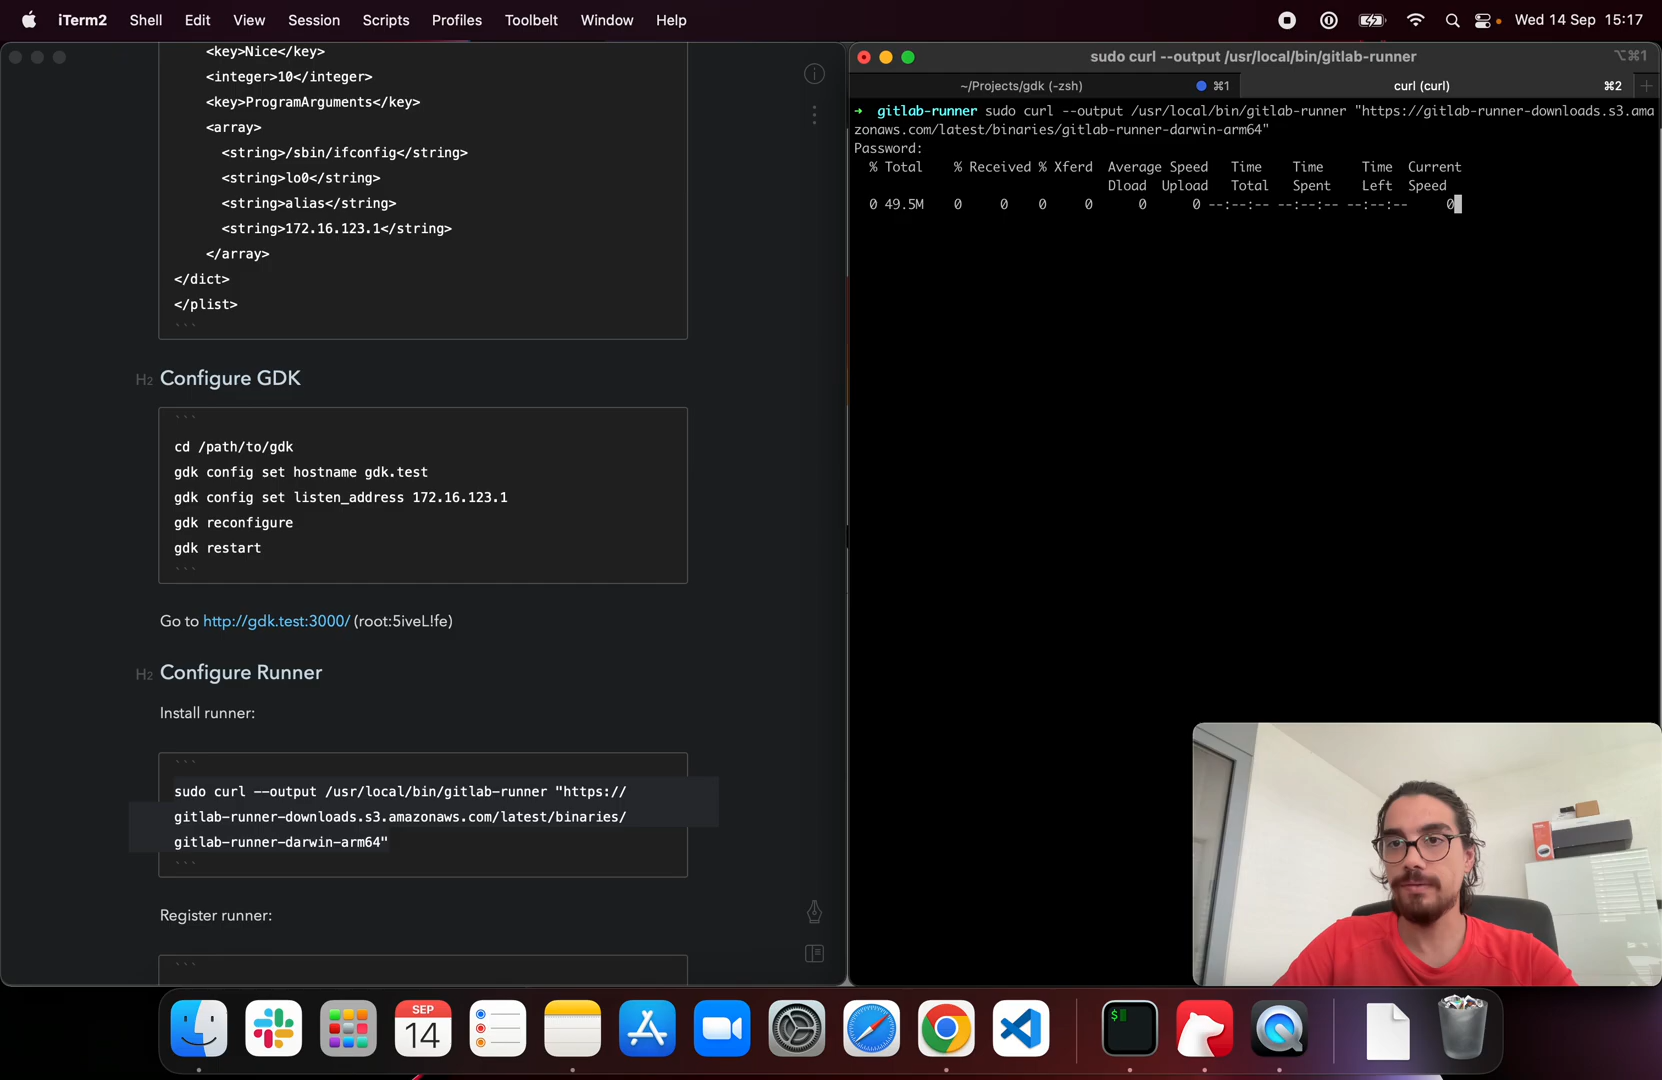 iTerm2 Shell Edit View Session Scripts Profiles Toolbelt Window Help Wed 14 Sep 15:17
<key>Nice</key>
<integer>10</integer>
<key>ProgramArguments</key>
<array>
<string>/sbin/ifconfig</string>
<string>lo0</string>
<string>alias</string>
<string>172.16.123.1</string>
</array>
</dict>
</plist>
```
H2 Configure GDK
```
cd /path/to/gdk
gdk config set hostname gdk.test
gdk config set listen_address 172.16.123.1
gdk reconfigure
gdk restart
```
Go to http://gdk.test:3000/ (root:5iveL!fe)
H2 Configure Runner
Install runner:
```
sudo curl --output /usr/local/bin/gitlab-runner "https://
gitlab-runner-downloads.s3.amazonaws.com/latest/binaries/
gitlab-runner-darwin-arm64"
```
Register runner:
```
sudo curl --output /usr/local/bin/gitlab-runner ⌥⌘1
~/Projects/gdk (-zsh) ⌘1 curl (curl) ⌘2 +
→ gitlab-runner sudo curl --output /usr/local/bin/gitlab-runner "https://gitlab-runner-downloads.s3.ama
zonaws.com/latest/binaries/gitlab-runner-darwin-arm64"
Password:
% Total % Received % Xferd Average Speed Time Time Time Current
Dload Upload Total Spent Left Speed
0 49.5M 0 0 0 0 0 0 --:--:-- --:--:-- --:--:-- 0
SEP
14
$